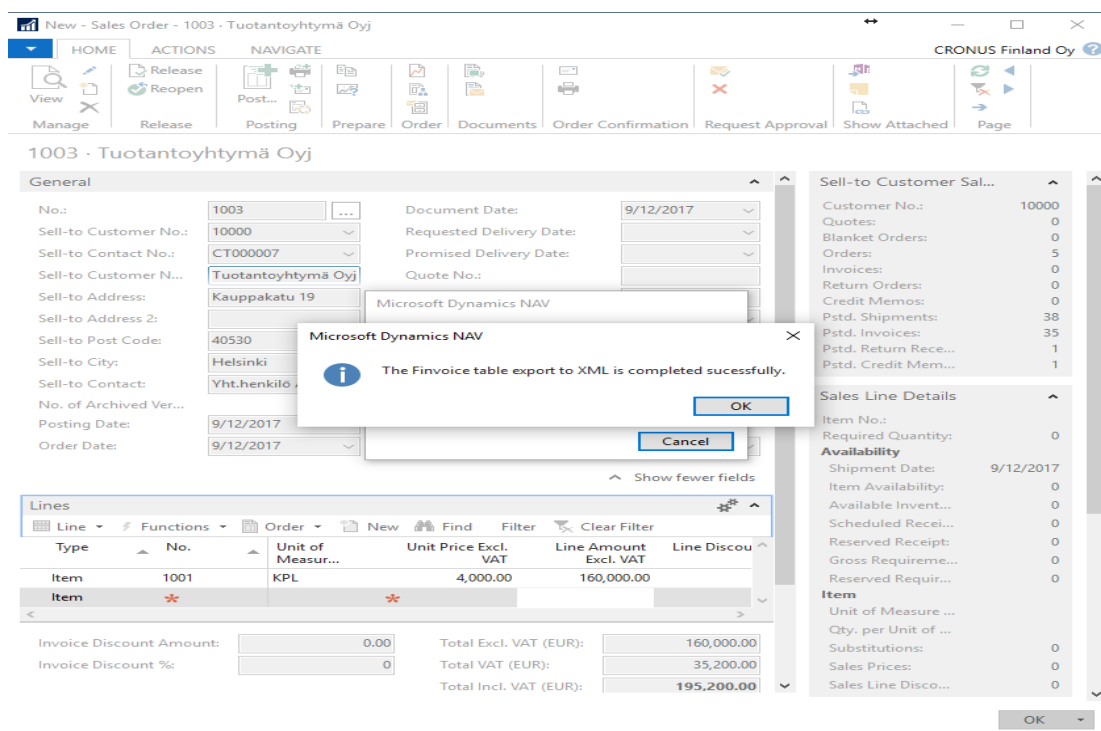 New - Sales Order - 1003 · Tuotantoyhtymä Oyj
HOME ACTIONS NAVIGATE
CRONUS Finland Oy
View
Release
Reopen
Post...
Manage Release Posting Prepare Order Documents Order Confirmation Request Approval Show Attached Page
1003 · Tuotantoyhtymä Oyj
General
No.: 1003 ...
Sell-to Customer No.: 10000
Sell-to Contact No.: CT000007
Sell-to Customer N... Tuotantoyhtymä Oyj
Sell-to Address: Kauppakatu 19
Sell-to Address 2:
Sell-to Post Code: 40530
Sell-to City: Helsinki
Sell-to Contact: Yht.henkilö
No. of Archived Ver...
Posting Date: 9/12/2017
Order Date: 9/12/2017
Document Date: 9/12/2017
Requested Delivery Date:
Promised Delivery Date:
Quote No.:
Microsoft Dynamics NAV
Microsoft Dynamics NAV
The Finvoice table export to XML is completed sucessfully.
OK
Cancel
Show fewer fields
Lines
Line Functions Order New Find Filter Clear Filter
Type No. Unit of Measur... Unit Price Excl. VAT Line Amount Excl. VAT Line Discou
Item 1001 KPL 4,000.00 160,000.00
Item * *
Invoice Discount Amount: 0.00 Total Excl. VAT (EUR): 160,000.00
Invoice Discount %: 0 Total VAT (EUR): 35,200.00
Total Incl. VAT (EUR): 195,200.00
Sell-to Customer Sal...
Customer No.: 10000
Quotes: 0
Blanket Orders: 0
Orders: 5
Invoices: 0
Return Orders: 0
Credit Memos: 0
Pstd. Shipments: 38
Pstd. Invoices: 35
Pstd. Return Rece... 1
Pstd. Credit Mem... 1
Sales Line Details
Item No.:
Required Quantity: 0
Availability
Shipment Date: 9/12/2017
Item Availability: 0
Available Invent... 0
Scheduled Recei... 0
Reserved Receipt: 0
Gross Requireme... 0
Reserved Requir... 0
Item
Unit of Measure ...
Qty. per Unit of ...
Substitutions: 0
Sales Prices: 0
Sales Line Disco... 0
OK